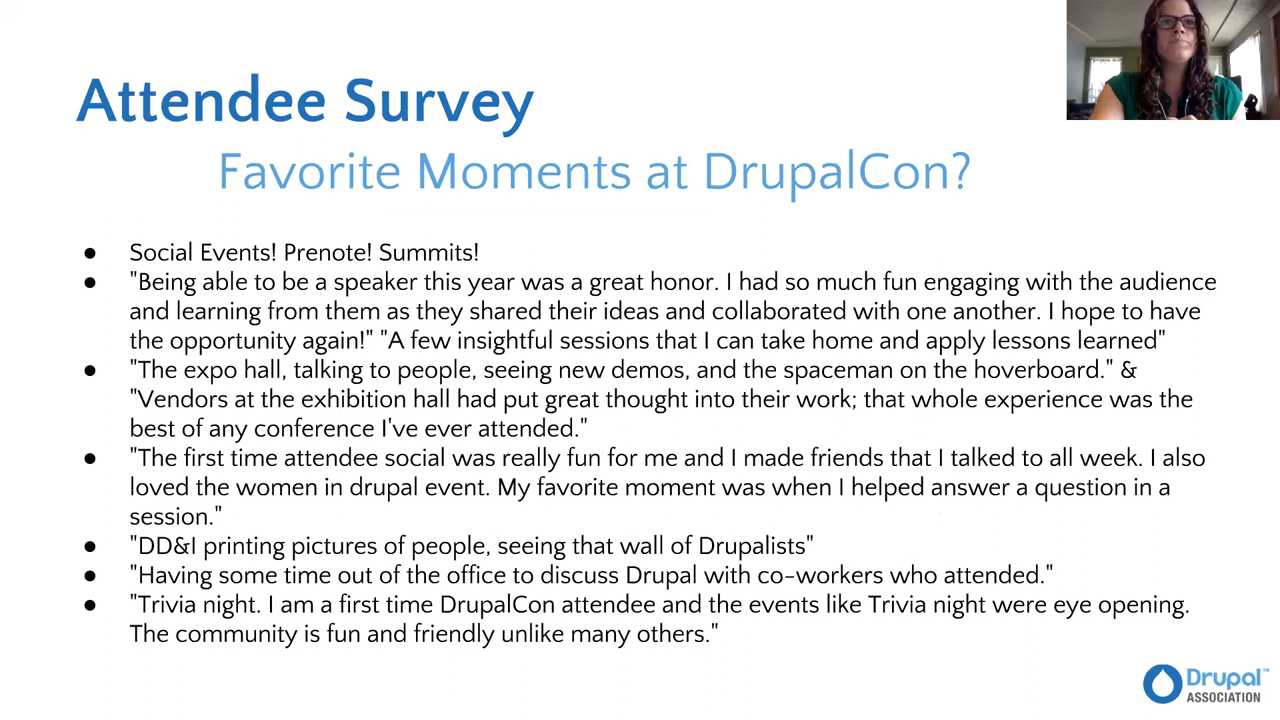 Attendee Survey
Favorite Moments at DrupalCon?
● Social Events! Prenote! Summits!
● "Being able to be a speaker this year was a great honor. I had so much fun engaging with the audience
and learning from them as they shared their ideas and collaborated with one another. I hope to have
the opportunity again!" "A few insightful sessions that I can take home and apply lessons learned"
● "The expo hall, talking to people, seeing new demos, and the spaceman on the hoverboard." &
"Vendors at the exhibition hall had put great thought into their work; that whole experience was the
best of any conference I've ever attended."
● "The first time attendee social was really fun for me and I made friends that I talked to all week. I also
loved the women in drupal event. My favorite moment was when I helped answer a question in a
session."
● "DD&I printing pictures of people, seeing that wall of Drupalists"
● "Having some time out of the office to discuss Drupal with co-workers who attended."
● "Trivia night. I am a first time DrupalCon attendee and the events like Trivia night were eye opening.
The community is fun and friendly unlike many others."
Drupal™
ASSOCIATION